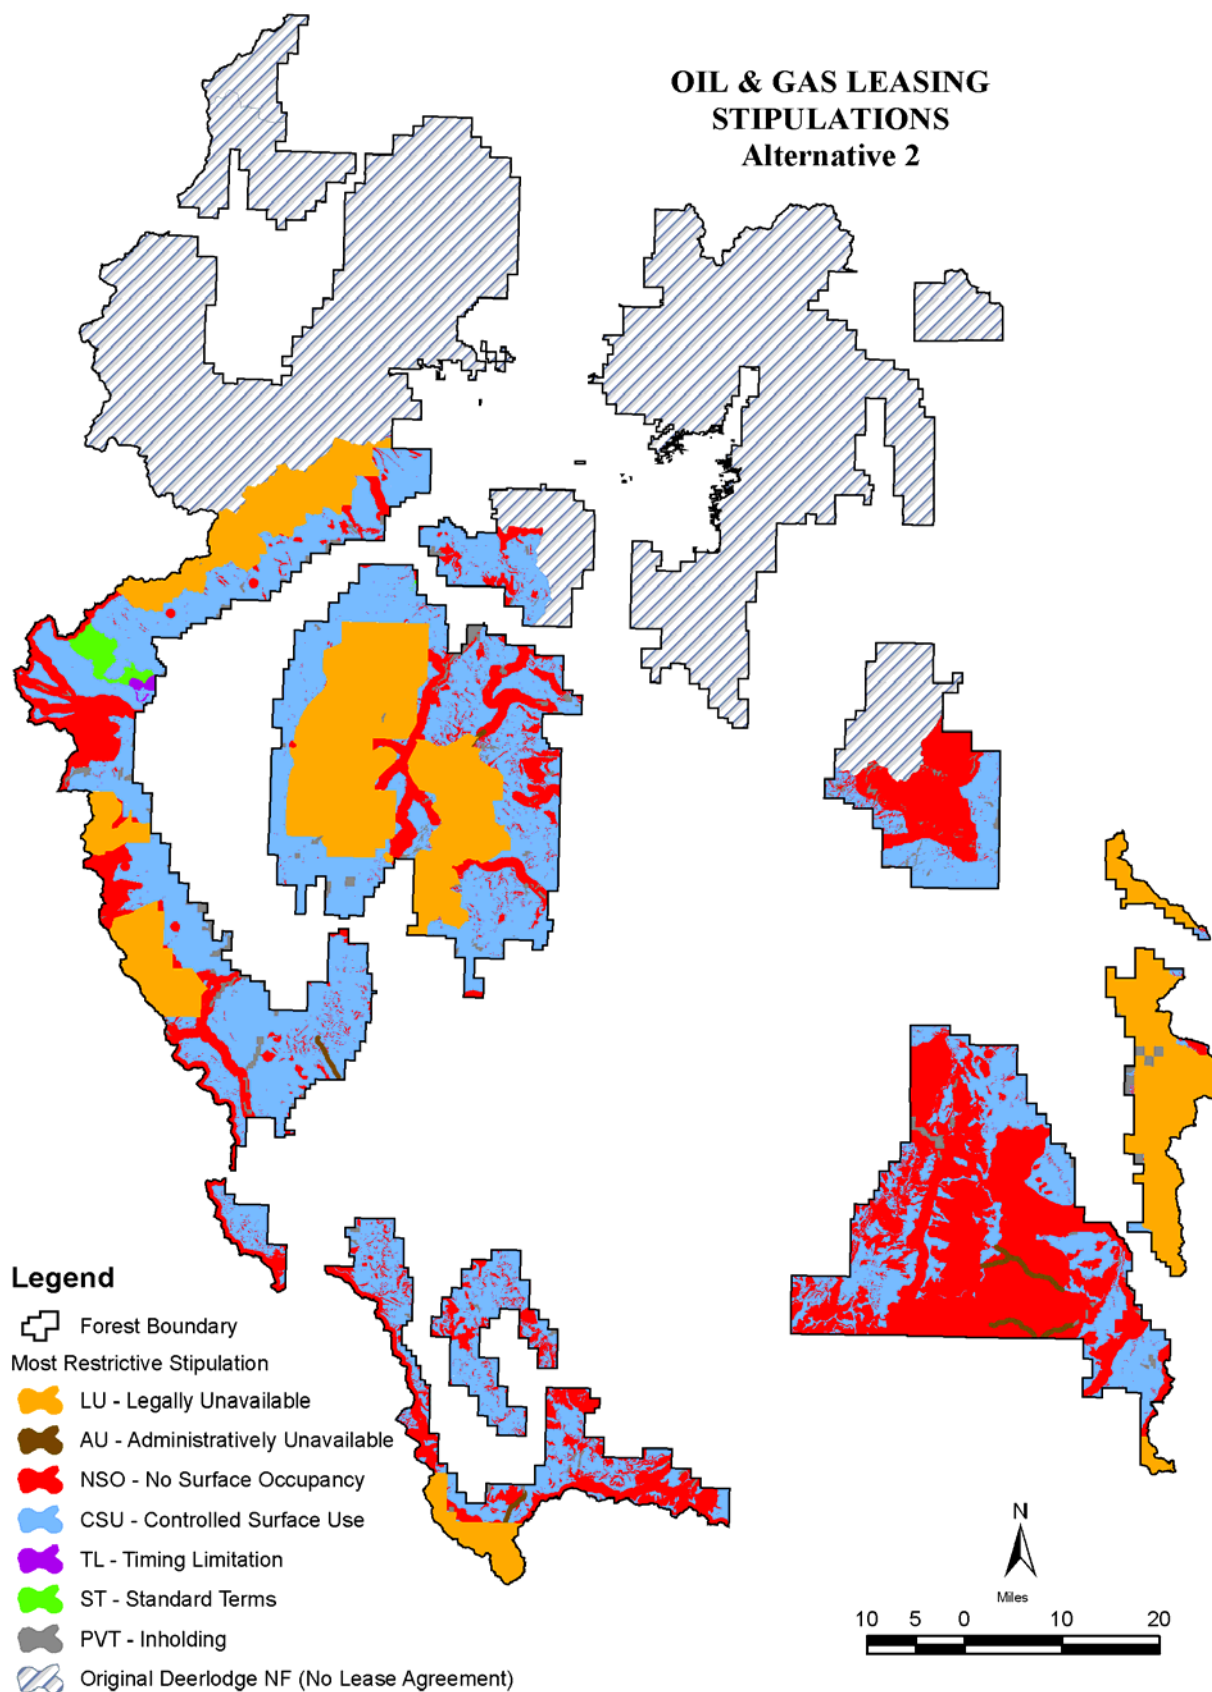 OIL & GAS LEASING
STIPULATIONS
Alternative 2
Legend
Forest Boundary
Most Restrictive Stipulation
LU - Legally Unavailable
AU - Administratively Unavailable
NSO - No Surface Occupancy
CSU - Controlled Surface Use
TL - Timing Limitation
ST - Standard Terms
PVT - Inholding
Original Deerlodge NF (No Lease Agreement)
N
Miles
10 5 0 10 20